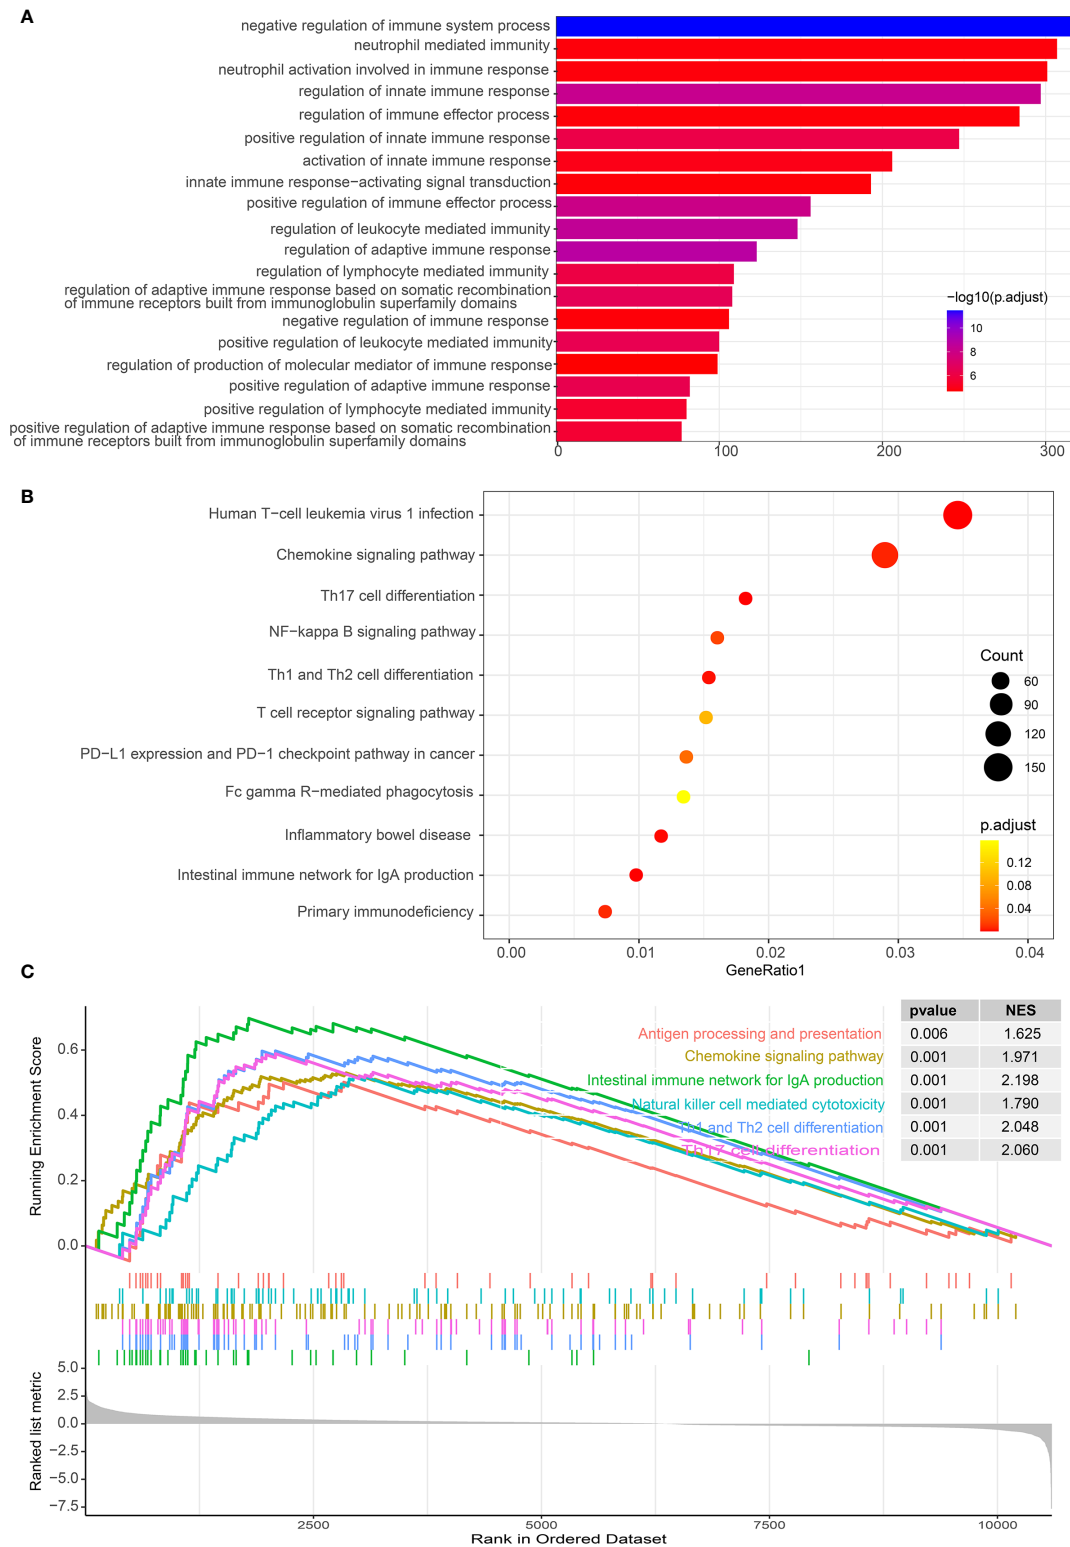 A
negative regulation of immune system process
neutrophil mediated immunity
neutrophil activation involved in immune response
regulation of innate immune response
regulation of immune effector process
positive regulation of innate immune response
activation of innate immune response
innate immune response−activating signal transduction
positive regulation of immune effector process
regulation of leukocyte mediated immunity
regulation of adaptive immune response
regulation of lymphocyte mediated immunity
regulation of adaptive immune response based on somatic recombination
of immune receptors built from immunoglobulin superfamily domains
negative regulation of immune response
positive regulation of leukocyte mediated immunity
regulation of production of molecular mediator of immune response
positive regulation of adaptive immune response
positive regulation of lymphocyte mediated immunity
positive regulation of adaptive immune response based on somatic recombination
of immune receptors built from immunoglobulin superfamily domains
−log10(p.adjust)
10
8
6
0 100 200 300
B
Human T−cell leukemia virus 1 infection
Chemokine signaling pathway
Th17 cell differentiation
NF−kappa B signaling pathway
Th1 and Th2 cell differentiation
T cell receptor signaling pathway
PD−L1 expression and PD−1 checkpoint pathway in cancer
Fc gamma R−mediated phagocytosis
Inflammatory bowel disease
Intestinal immune network for IgA production
Primary immunodeficiency
Count
60
90
120
150
p.adjust
0.12
0.08
0.04
0.00 0.01 0.02 0.03 0.04
GeneRatio1
C
pvalue NES
Antigen processing and presentation 0.006 1.625
Chemokine signaling pathway 0.001 1.971
Intestinal immune network for IgA production 0.001 2.198
Natural killer cell mediated cytotoxicity 0.001 1.790
Th1 and Th2 cell differentiation 0.001 2.048
Th17 cell differentiation 0.001 2.060
Running Enrichment Score
0.6
0.4
0.2
0.0
Ranked list metric
5.0
2.5
0.0
−2.5
−5.0
−7.5
2500 5000 7500 10000
Rank in Ordered Dataset